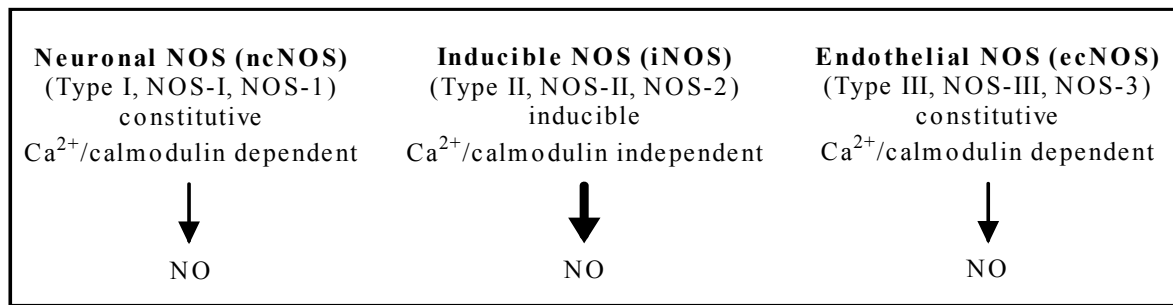 Neuronal NOS (ncNOS)
(Type I, NOS-I, NOS-1)
constitutive
Ca²⁺/calmodulin dependent
NO
Inducible NOS (iNOS)
(Type II, NOS-II, NOS-2)
inducible
Ca²⁺/calmodulin independent
NO
Endothelial NOS (ecNOS)
(Type III, NOS-III, NOS-3)
constitutive
Ca²⁺/calmodulin dependent
NO